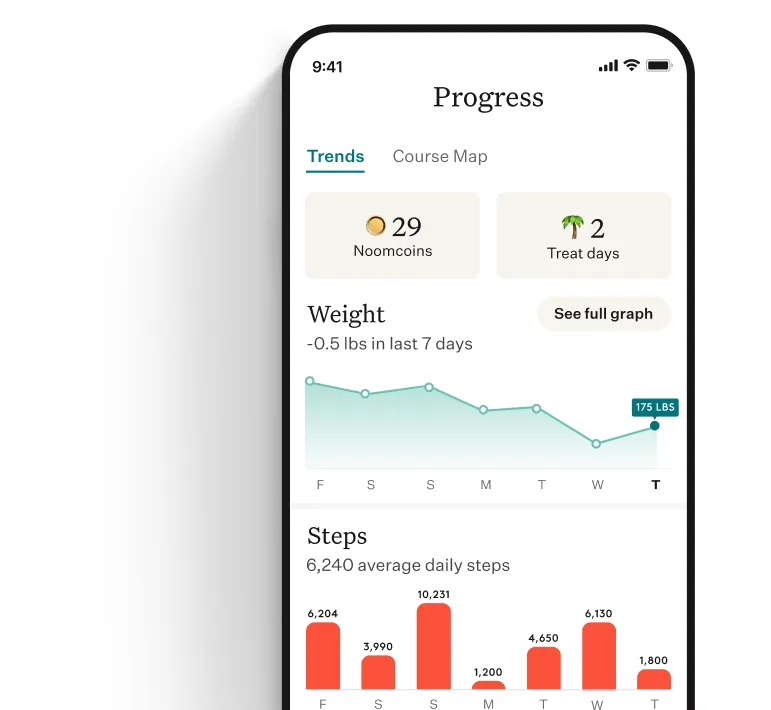 9:41
Progress
Trends Course Map
29
Noomcoins
2
Treat days
Weight
See full graph
-0.5 lbs in last 7 days
175 LBS
F S S M T W T
Steps
6,240 average daily steps
6,204 3,990 10,231 1,200 4,650 6,130 1,800
F S S M T W T